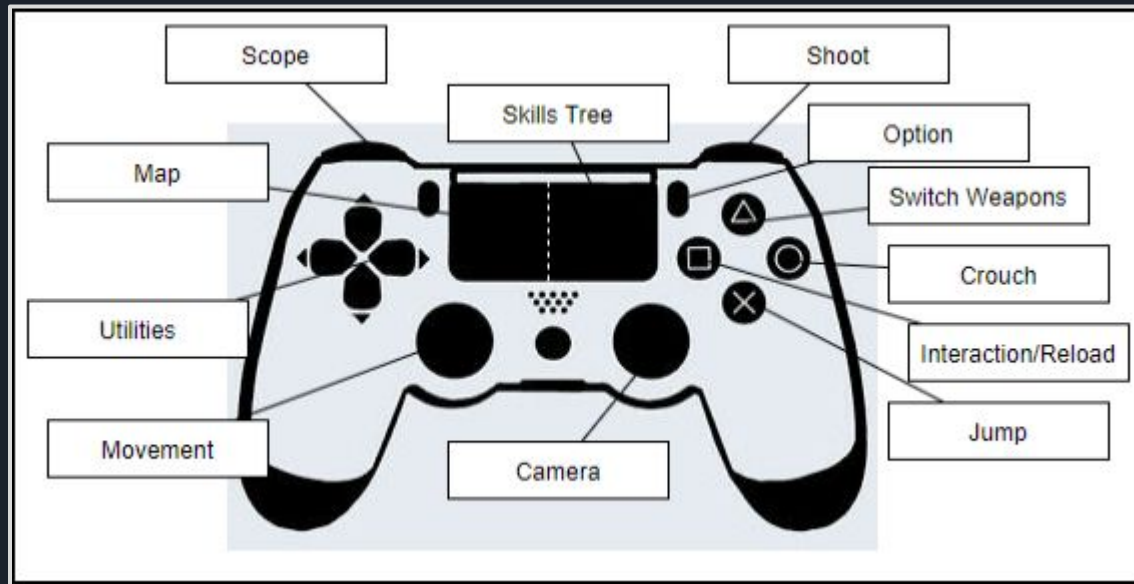 Scope
Shoot
Skills Tree
Option
Map
Switch Weapons
Crouch
Utilities
Interaction/Reload
Jump
Movement
Camera